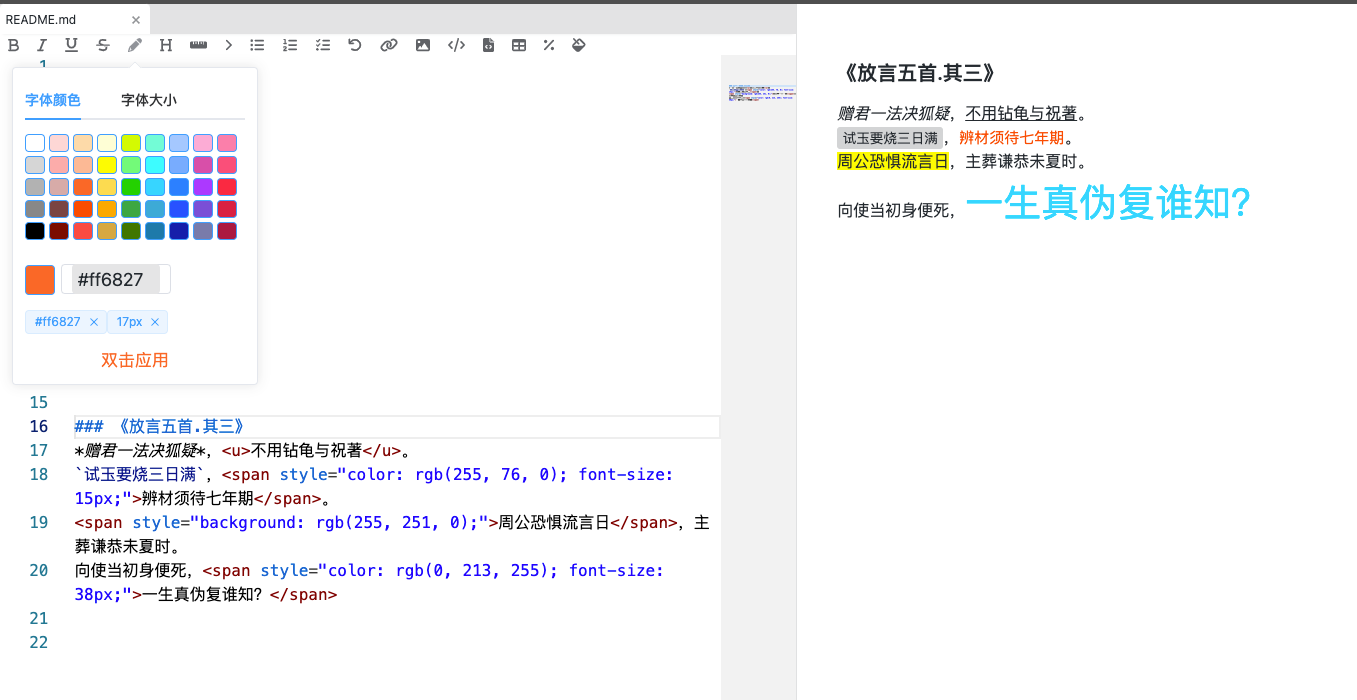 README.md
1
字体颜色 字体大小
#ff6827
#ff6827 × 17px ×
双击应用
15
16 ### 《放言五首.其三》
17 *赠君一法决狐疑*，<u>不用钻龟与祝著</u>。
18 `试玉要烧三日满`，<span style="color: rgb(255, 76, 0); font-size:
15px;">辨材须待七年期</span>。
19 <span style="background: rgb(255, 251, 0);">周公恐惧流言日</span>，主
葬谦恭未夏时。
20 向使当初身便死，<span style="color: rgb(0, 213, 255); font-size:
38px;">一生真伪复谁知？</span>
21
22
《放言五首.其三》
赠君一法决狐疑，不用钻龟与祝著。
试玉要烧三日满，辨材须待七年期。
周公恐惧流言日，主葬谦恭未夏时。
向使当初身便死，一生真伪复谁知？